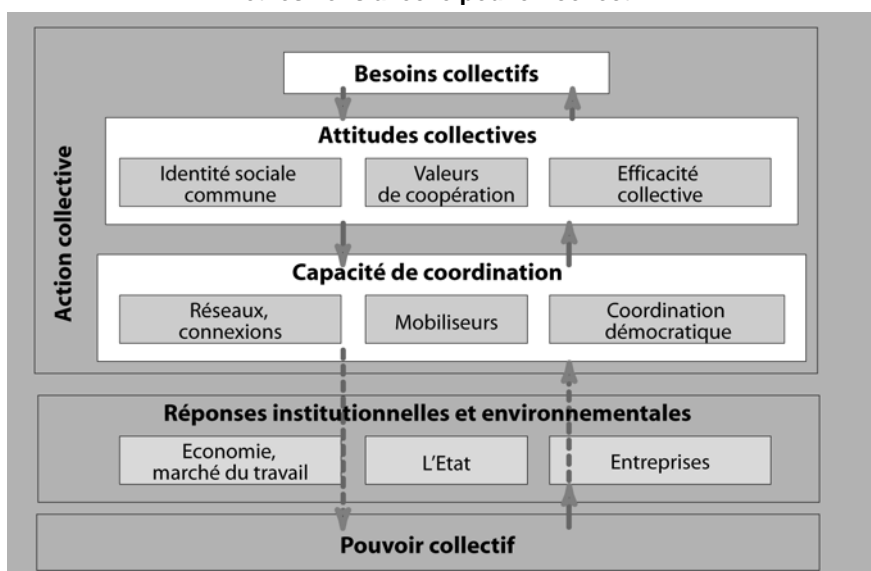 Besoins collectifs
Attitudes collectives
Identité sociale
commune
Valeurs
de coopération
Efficacité
collective
Action collective
Capacité de coordination
Réseaux,
connexions
Mobiliseurs
Coordination
démocratique
Réponses institutionnelles et environnementales
Economie,
marché du travail
L'Etat
Entreprises
Pouvoir collectif